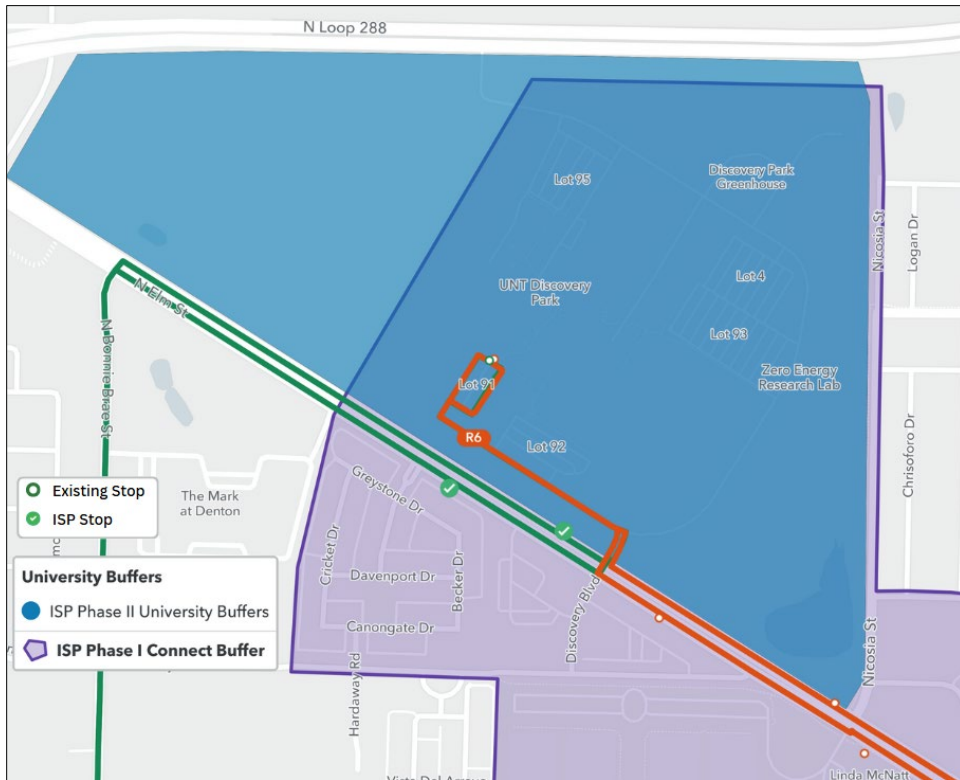 N Loop 288
Lot 95
Discovery Park
Greenhouse
Nicosia St
Logan Dr
Lot 4
UNT Discovery
Park
N Elm St
Lot 93
N Bonnie Brae St
Lot 91
Zero Energy
Research Lab
R6
Lot 92
Chrisoforo Dr
Greystone Dr
Existing Stop
ISP Stop
The Mark
at Denton
Cricket Dr
Davenport Dr
Becker Dr
Discovery Blvd
University Buffers
ISP Phase II University Buffers
ISP Phase I Connect Buffer
Canongate Dr
Nicosia St
Hardaway Rd
Linda McNatt